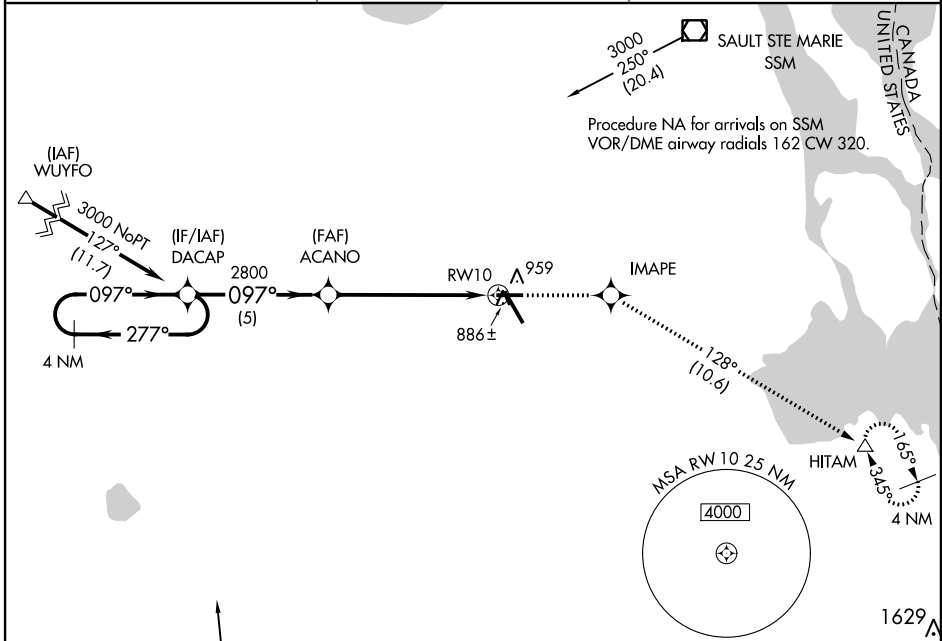 3000
250°
(20.4)
SAULT STE MARIE
SSM
CANADA
UNITED STATES
Procedure NA for arrivals on SSM
VOR/DME airway radials 162 CW 320.
(IAF)
WUYFO
3000 NoPT
127°
(11.7)
(IF/IAF)
DACAP
(FAF)
ACANO
2800
097°
(5)
097°
277°
4 NM
RW10
959
886±
IMAPE
128°
(10.6)
HITAM
165°
345°
4 NM
MSA RW 10 25 NM
4000
1629